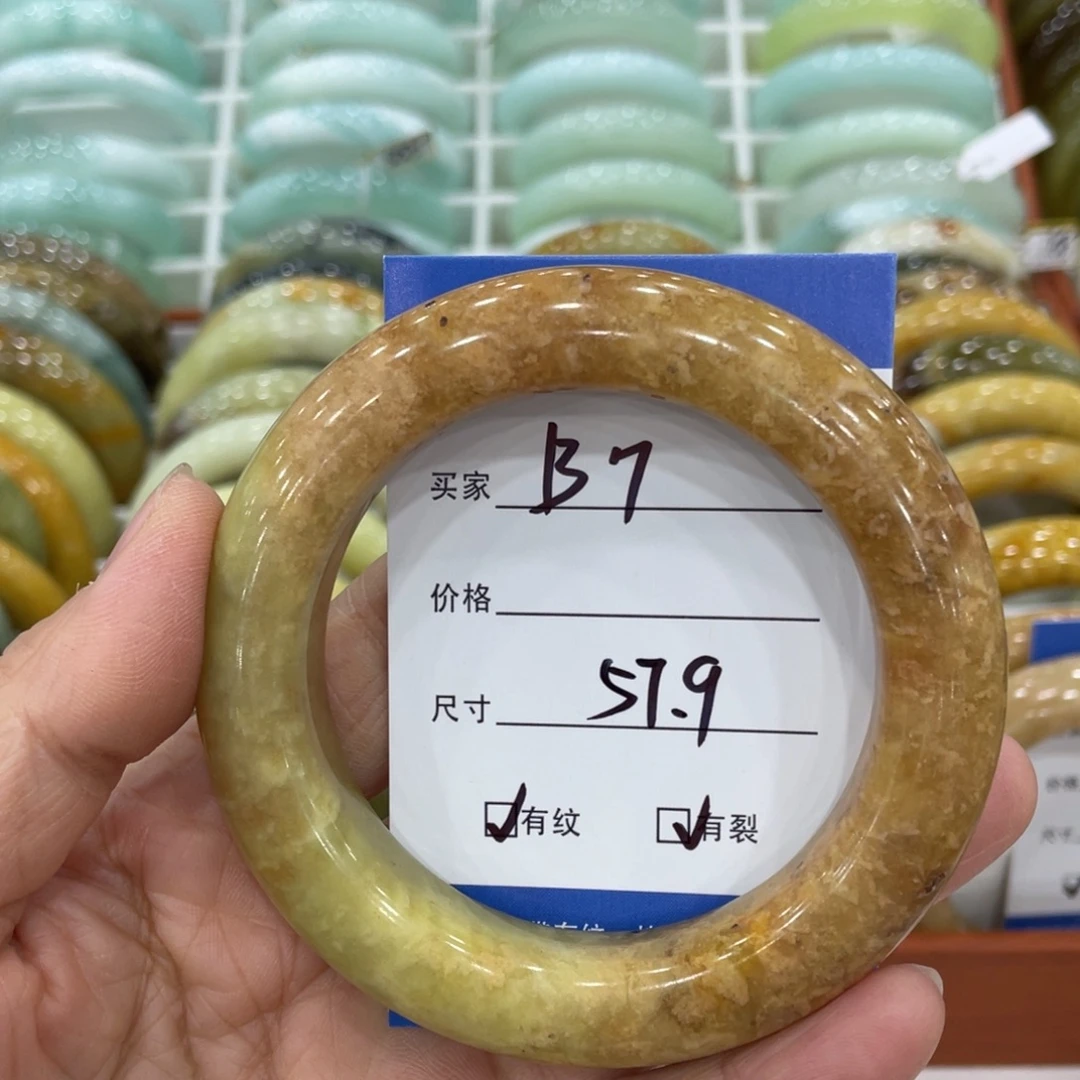 买家 B7
价格
尺寸 57.9
☑有纹 ☑有裂